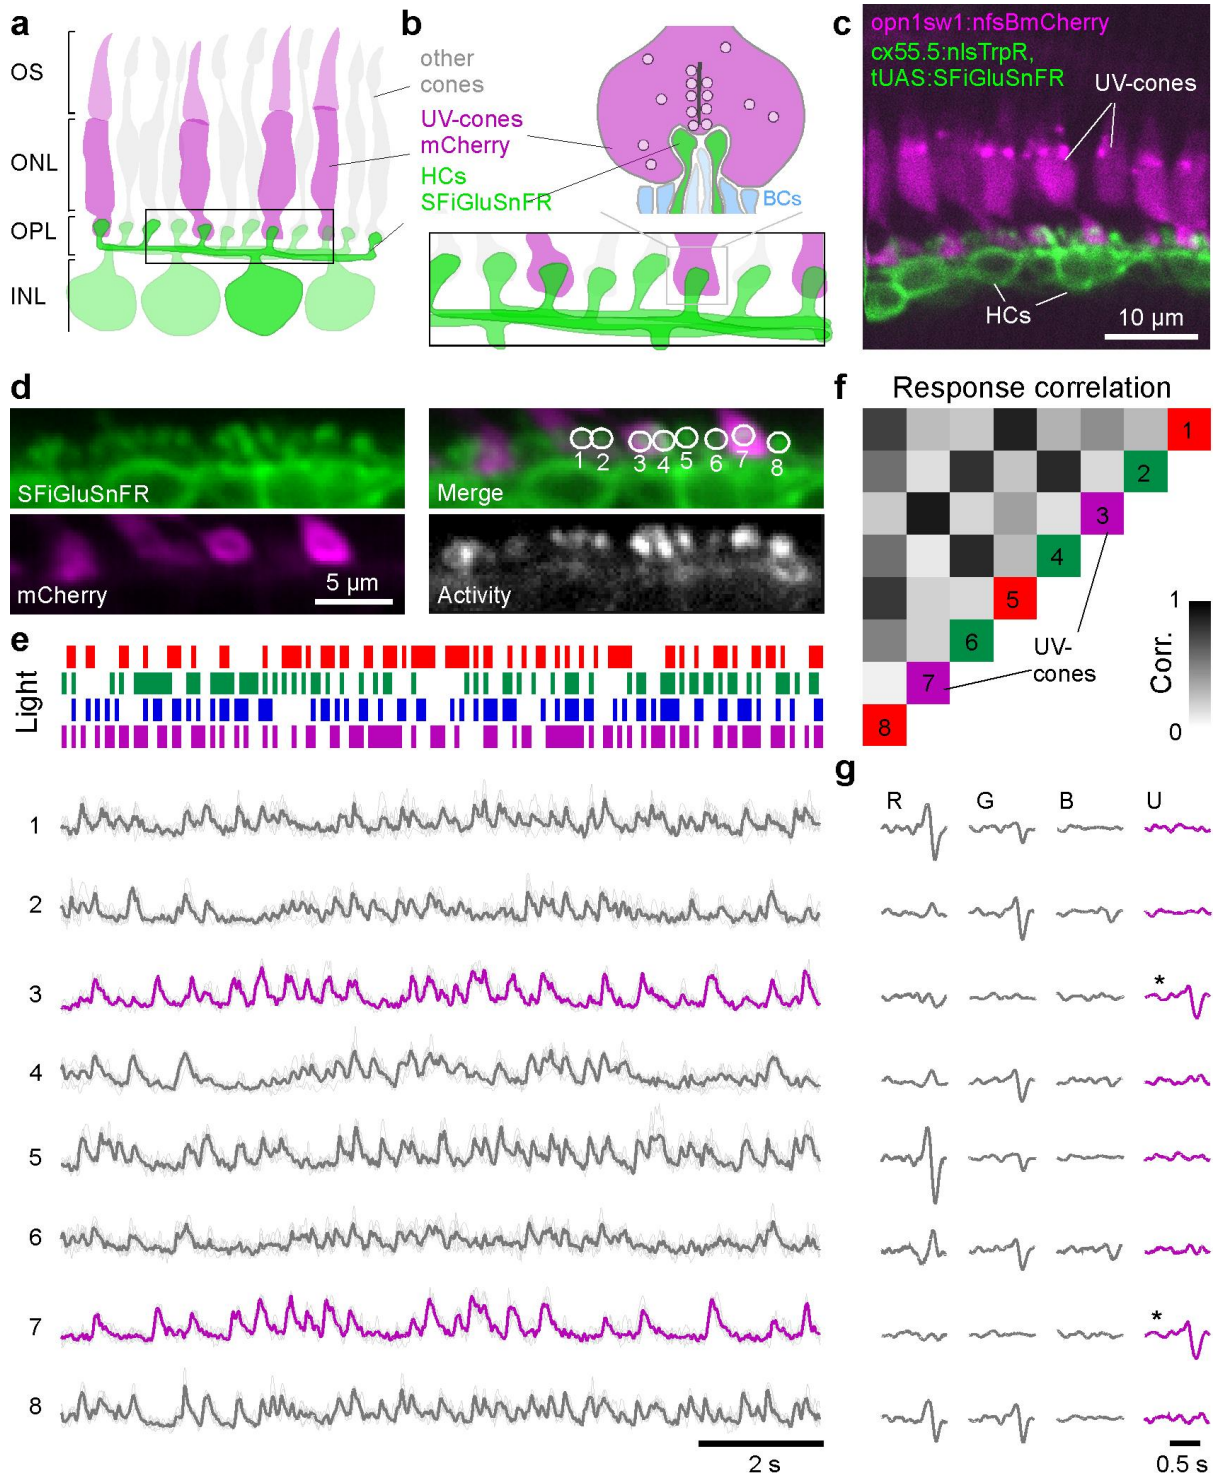 a
OS
ONL
OPL
INL
b
other
cones
UV-cones
mCherry
HCs
SFiGluSnFR
BCs
c
opn1sw1:nfsBmCherry
cx55.5:nlsTrpR,
tUAS:SFiGluSnFR
UV-cones
HCs
10 µm
d
SFiGluSnFR
mCherry
5 µm
Merge
1 2 3 4 5 6 7 8
Activity
e
Light
1
2
3
4
5
6
7
8
2 s
f
Response correlation
1
2
3
4
5
6
7
8
UV-
cones
Corr.
1
0
g
R G B U
*
*
0.5 s